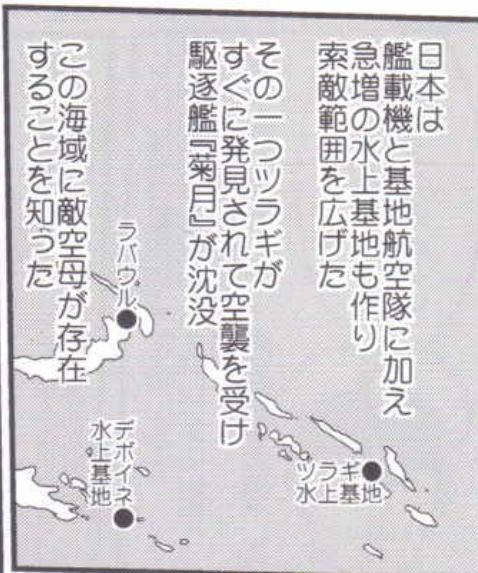 日本は
艦載機と基地航空隊に加え
急増の水上基地も作り
索敵範囲を広げた
その一つツラギが
すぐに発見されて空襲を受け
駆逐艦『菊月』が沈没
この海域に敵空母が存在
することを知った
ラバウル
ツラギ
水上基地
デボイネ
水上基地